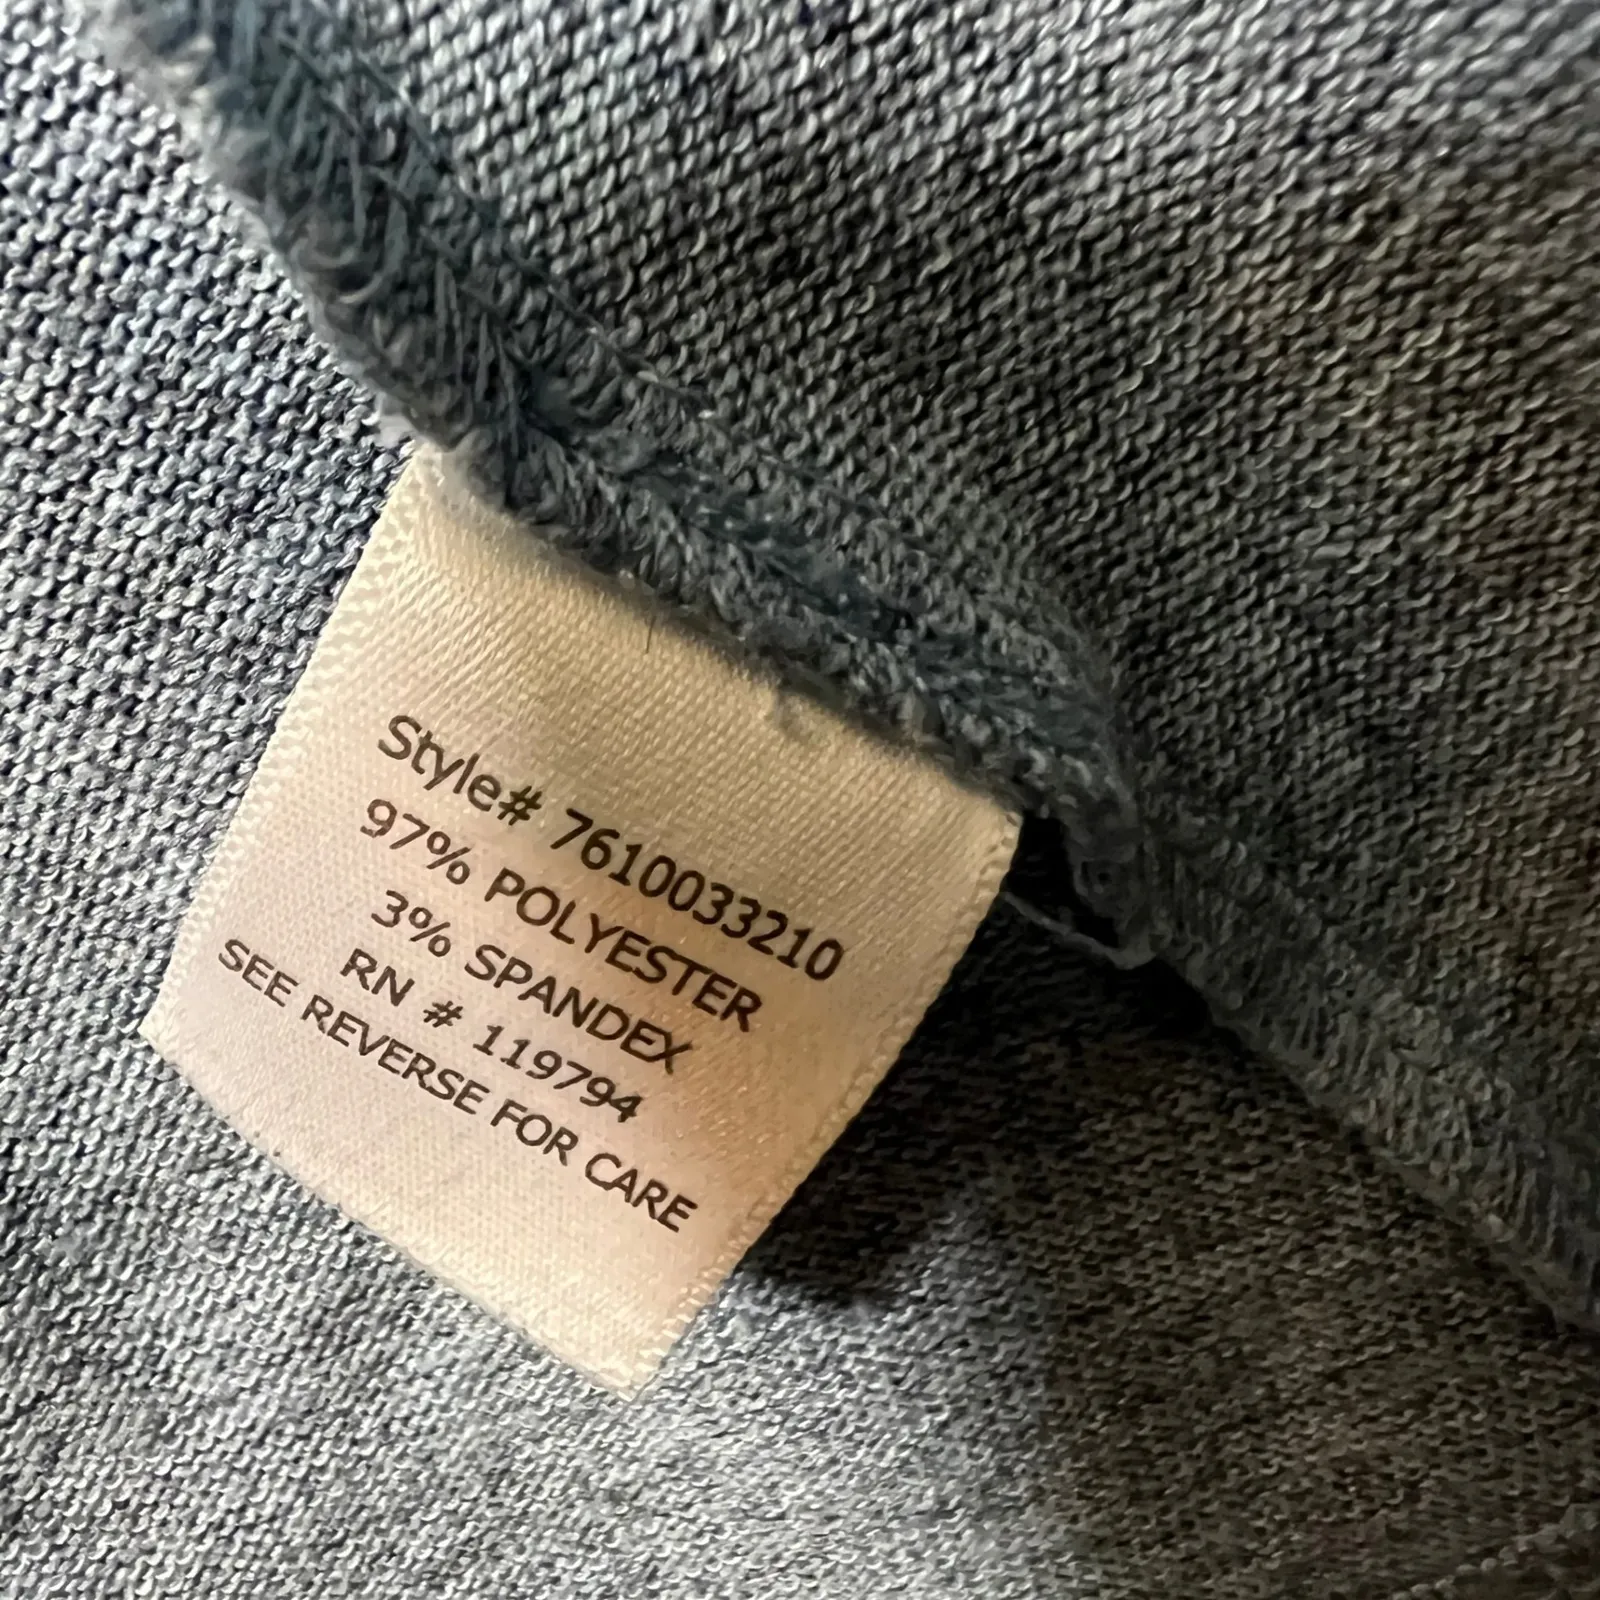 Style# 7610033210
97% POLYESTER
3% SPANDEX
RN # 119794
SEE REVERSE FOR CARE